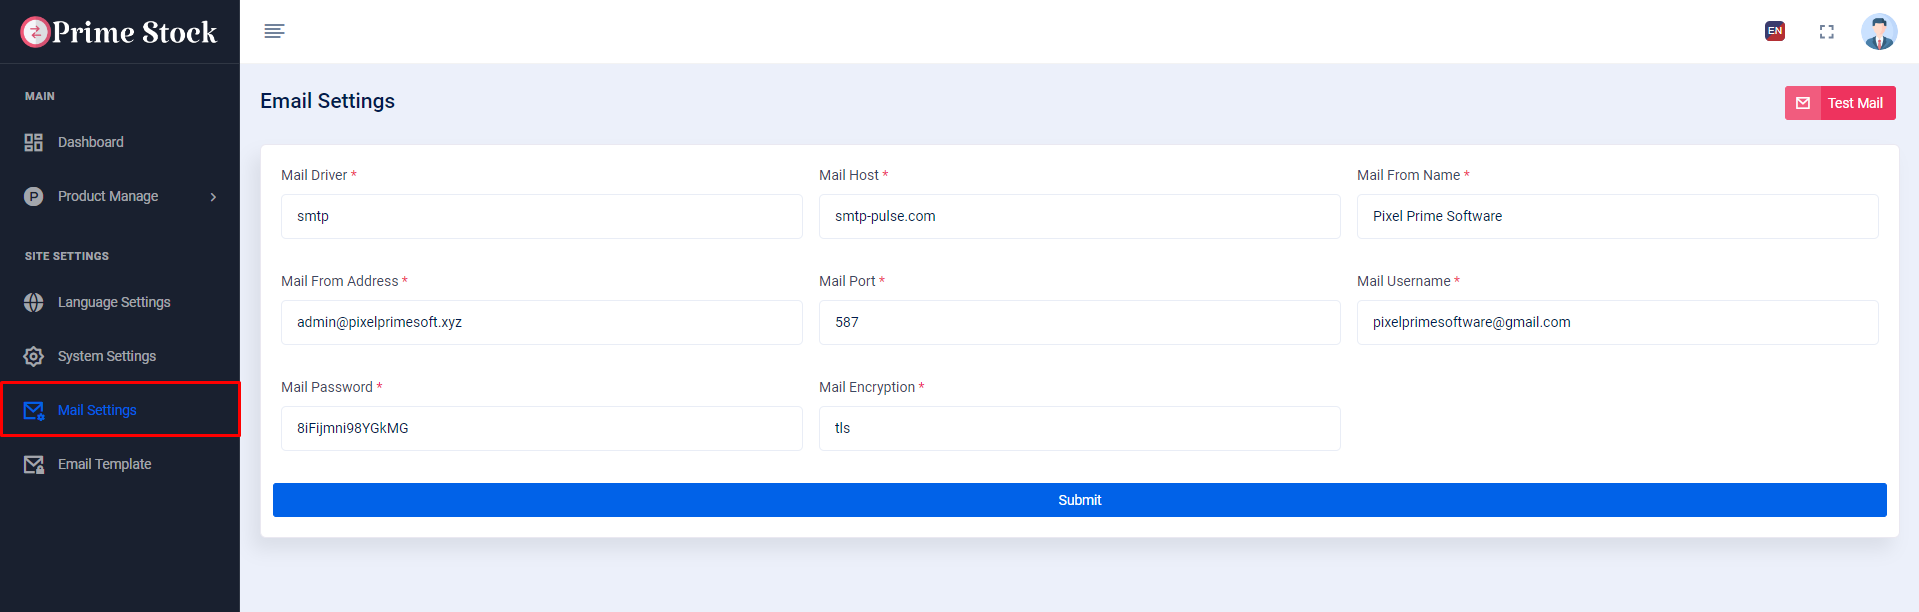 Prime Stock
EN
MAIN
Dashboard
P Product Manage
SITE SETTINGS
Language Settings
System Settings
Mail Settings
Email Template
Email Settings
Test Mail
Mail Driver * Mail Host * Mail From Name *
smtp smtp-pulse.com Pixel Prime Software
Mail From Address * Mail Port * Mail Username *
admin@pixelprimesoft.xyz 587 pixelprimesoftware@gmail.com
Mail Password * Mail Encryption *
8iFijmni98YGkMG tls
Submit